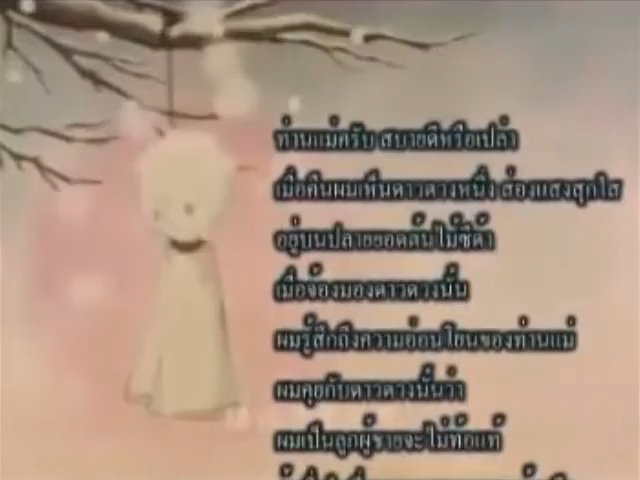 ท่านแม่ครับ สบายดีหรือเปล่า
เมื่อคืนผมเห็นดาวดวงหนึ่ง ส่องแสงสุกใส
อยู่บนปลายยอดต้นไม้ซีด้า
เมื่อจ้องมองดาวดวงนั้น
ผมรู้สึกถึงความอ่อนโยนของท่านแม่
ผมคุยกับดาวดวงนั้นว่า
ผมเป็นลูกผู้ชายจะไม่ท้อแท้